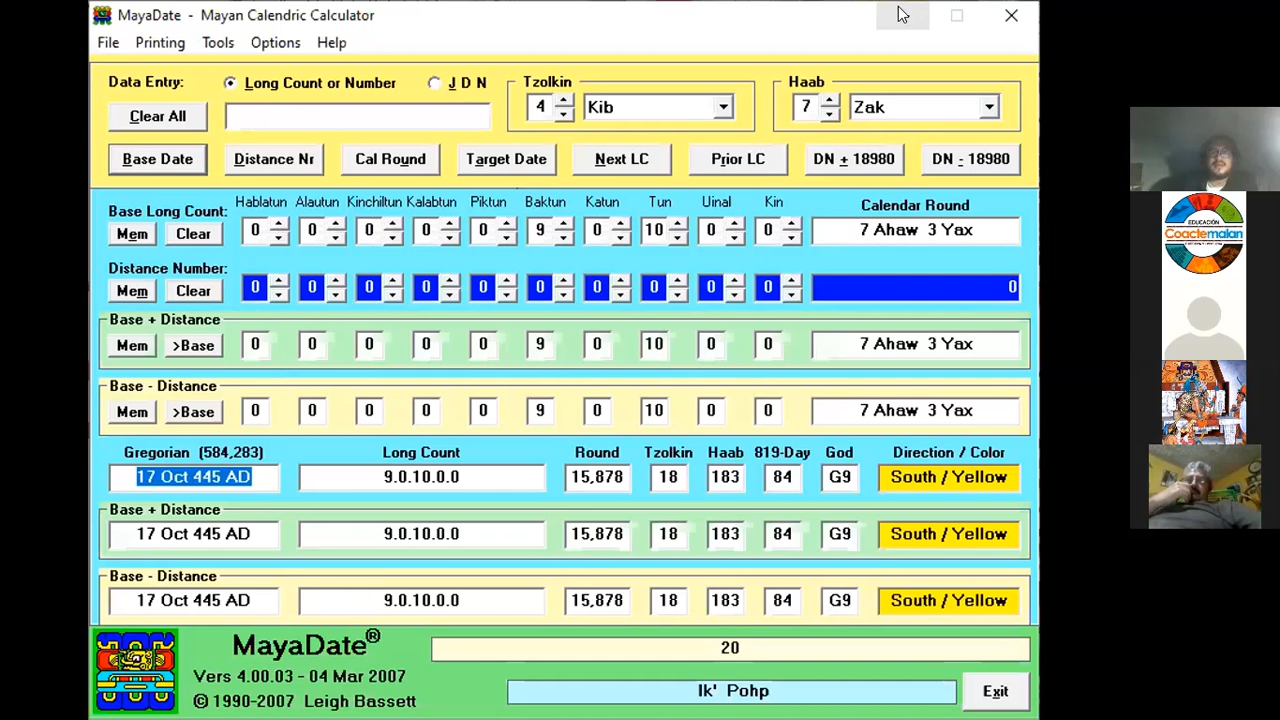 MayaDate - Mayan Calendric Calculator
File Printing Tools Options Help
Data Entry: Long Count or Number J D N Tzolkin Haab
4 Kib 7 Zak
Clear All
Base Date Distance Nr Cal Round Target Date Next LC Prior LC DN + 18980 DN - 18980
Hablatun Alautun Kinchiltun Kalabtun Piktun Baktun Katun Tun Uinal Kin Calendar Round
Base Long Count:
Mem Clear 0 0 0 0 0 9 0 10 0 0 7 Ahaw 3 Yax
Distance Number:
Mem Clear 0 0 0 0 0 0 0 0 0 0 0
Base + Distance
Mem >Base 0 0 0 0 0 9 0 10 0 0 7 Ahaw 3 Yax
Base - Distance
Mem >Base 0 0 0 0 0 9 0 10 0 0 7 Ahaw 3 Yax
Gregorian (584,283) Long Count Round Tzolkin Haab 819-Day God Direction / Color
17 Oct 445 AD 9.0.10.0.0 15,878 18 183 84 G9 South / Yellow
Base + Distance
17 Oct 445 AD 9.0.10.0.0 15,878 18 183 84 G9 South / Yellow
Base - Distance
17 Oct 445 AD 9.0.10.0.0 15,878 18 183 84 G9 South / Yellow
MayaDate®
20
Vers 4.00.03 - 04 Mar 2007
Ik' Pohp
Exit
© 1990-2007 Leigh Bassett
EDUCACIÓN
Coactemalan